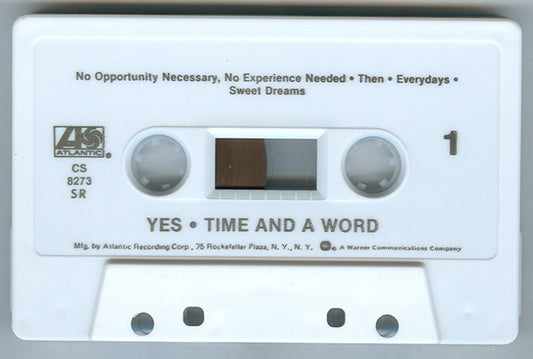 No Opportunity Necessary, No Experience Needed • Then • Everydays •
Sweet Dreams
ATLANTIC
CS
8273
SR
1
YES • TIME AND A WORD
Mfg. by Atlantic Recording Corp., 75 Rockefeller Plaza, N. Y., N. Y. ®. A Warner Communications Company